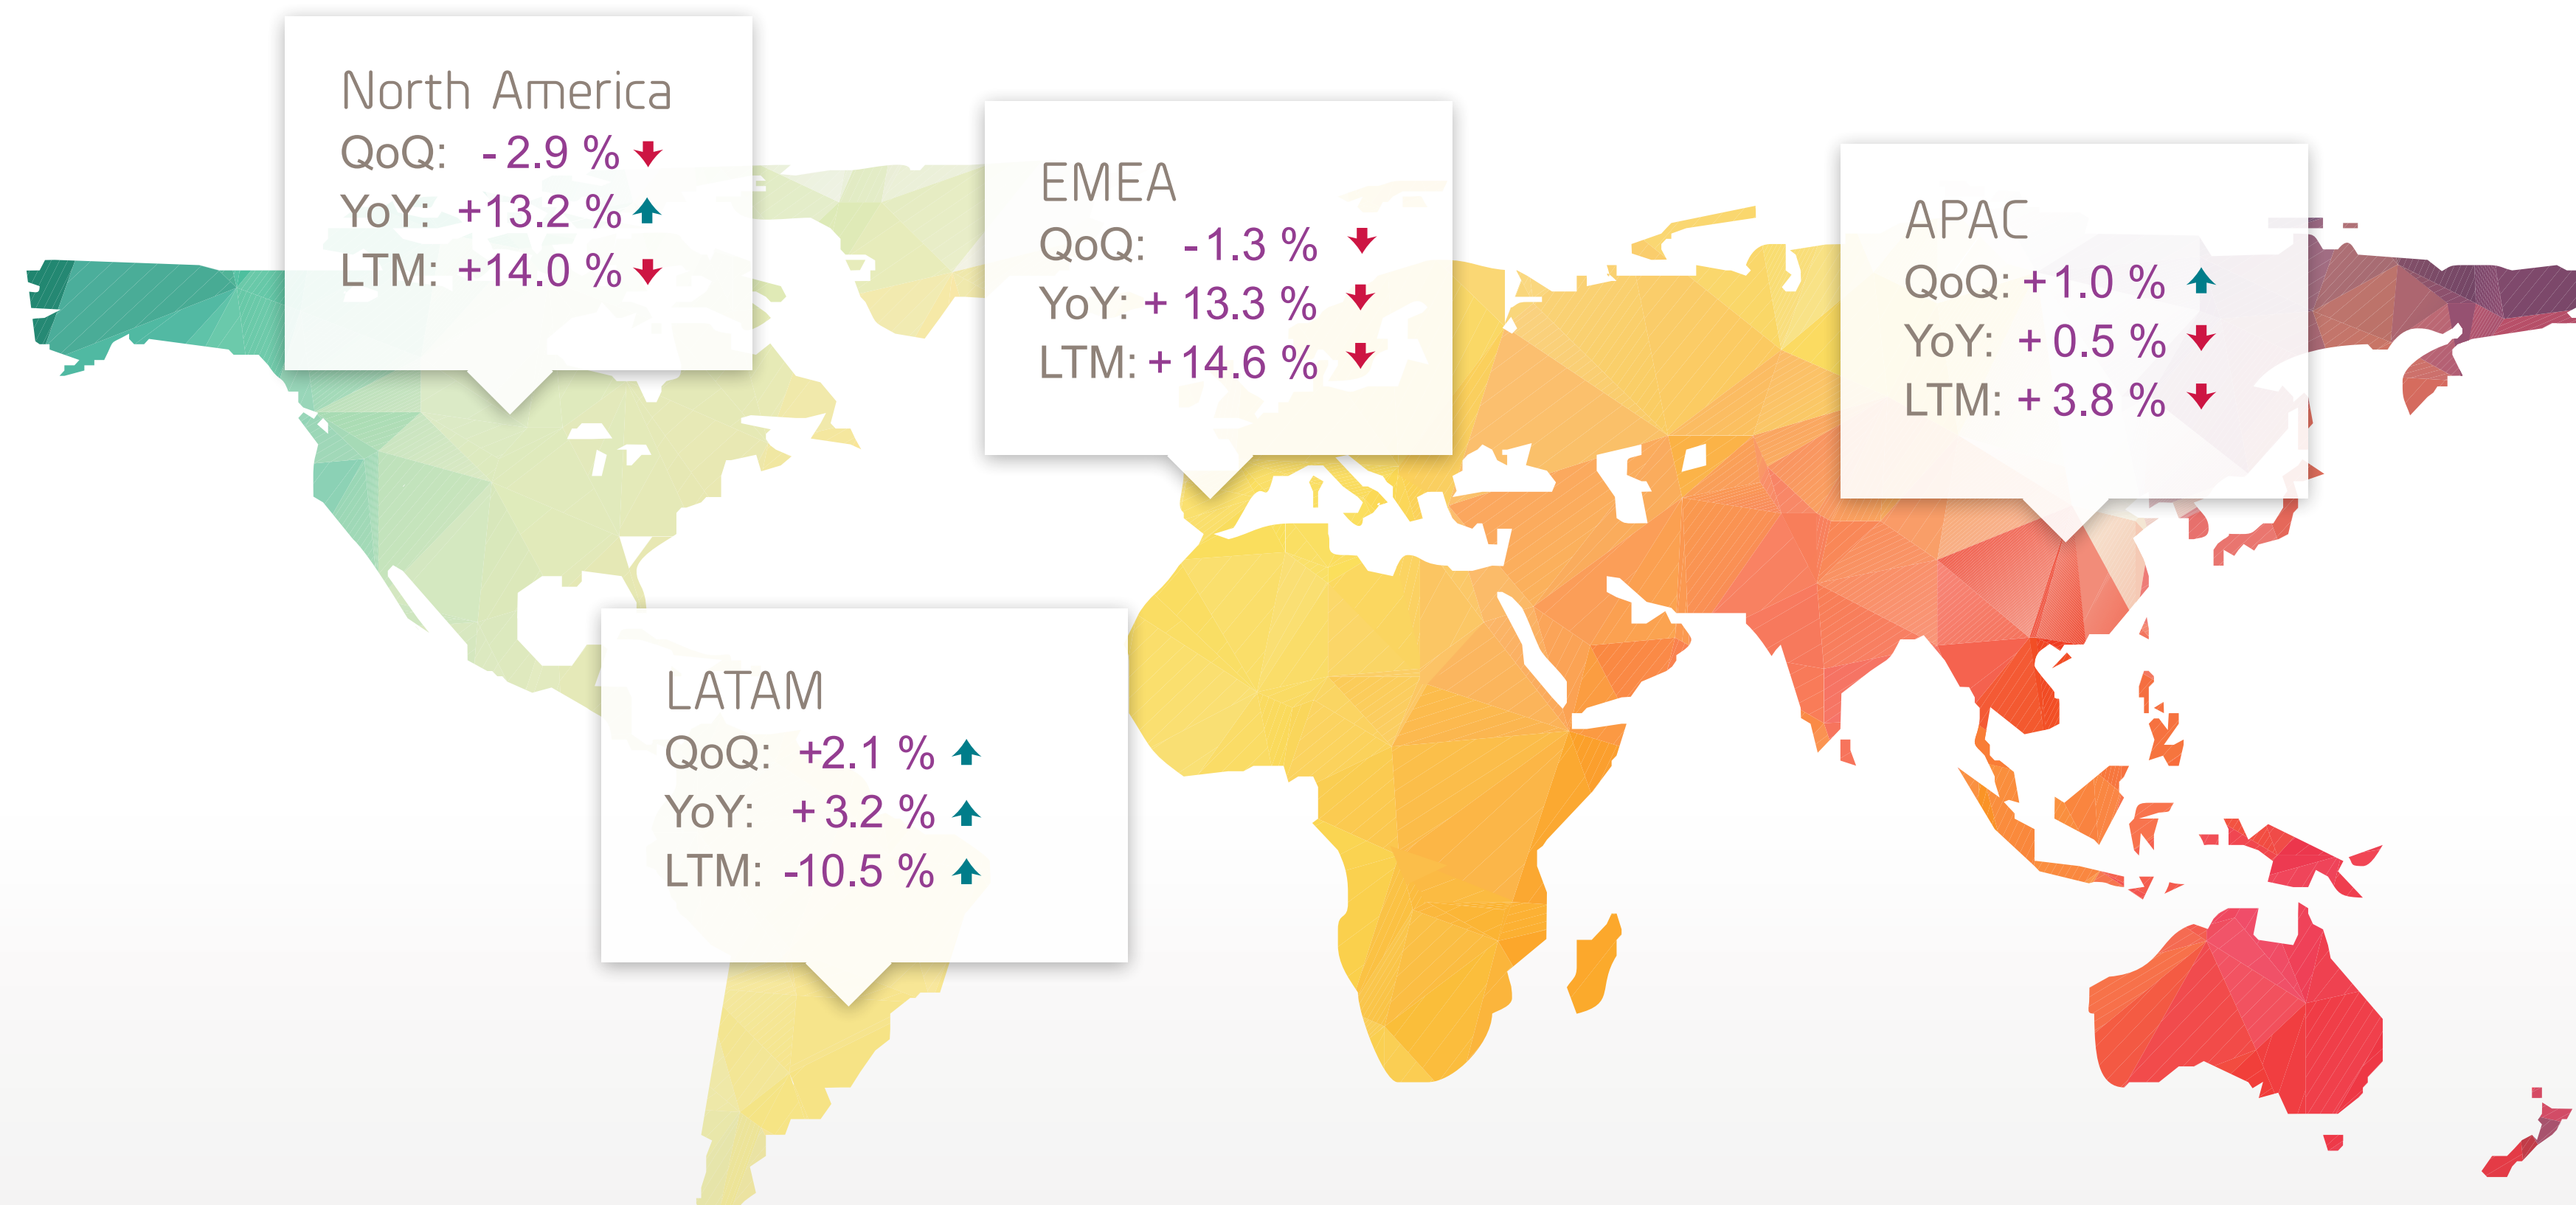 North America
QoQ: - 2.9 %
YoY: +13.2 %
LTM: +14.0 %
EMEA
QoQ: - 1.3 %
YoY: + 13.3 %
LTM: + 14.6 %
APAC
QoQ: + 1.0 %
YoY: + 0.5 %
LTM: + 3.8 %
LATAM
QoQ: +2.1 %
YoY: + 3.2 %
LTM: -10.5 %